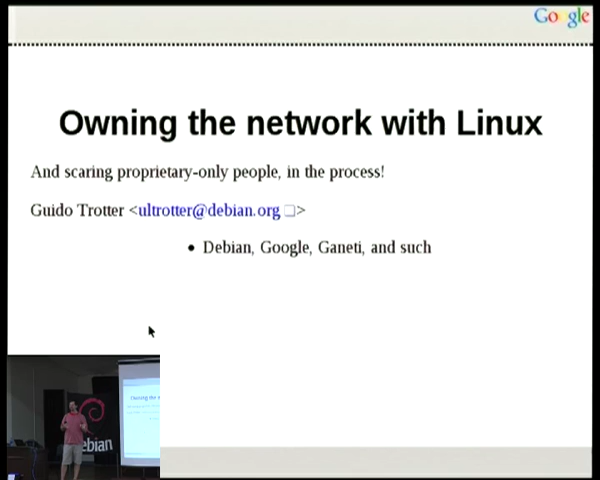 Google
Owning the network with Linux
And scaring proprietary-only people, in the process!
Guido Trotter <ultrotter@debian.org >
• Debian, Google, Ganeti, and such
ebian